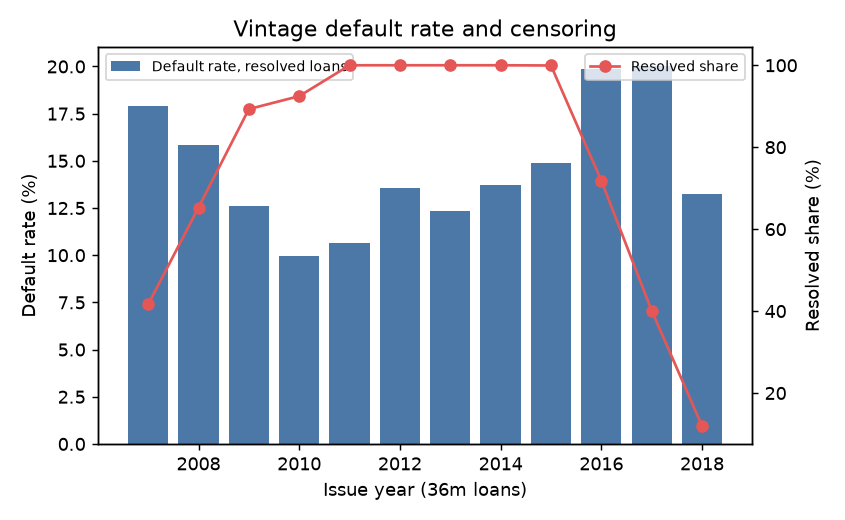 Vintage default rate and censoring
Default rate, resolved loans
Resolved share
20.0
17.5
15.0
12.5
10.0
7.5
5.0
2.5
0.0
Default rate (%)
100
80
60
40
20
Resolved share (%)
2008 2010 2012 2014 2016 2018
Issue year (36m loans)